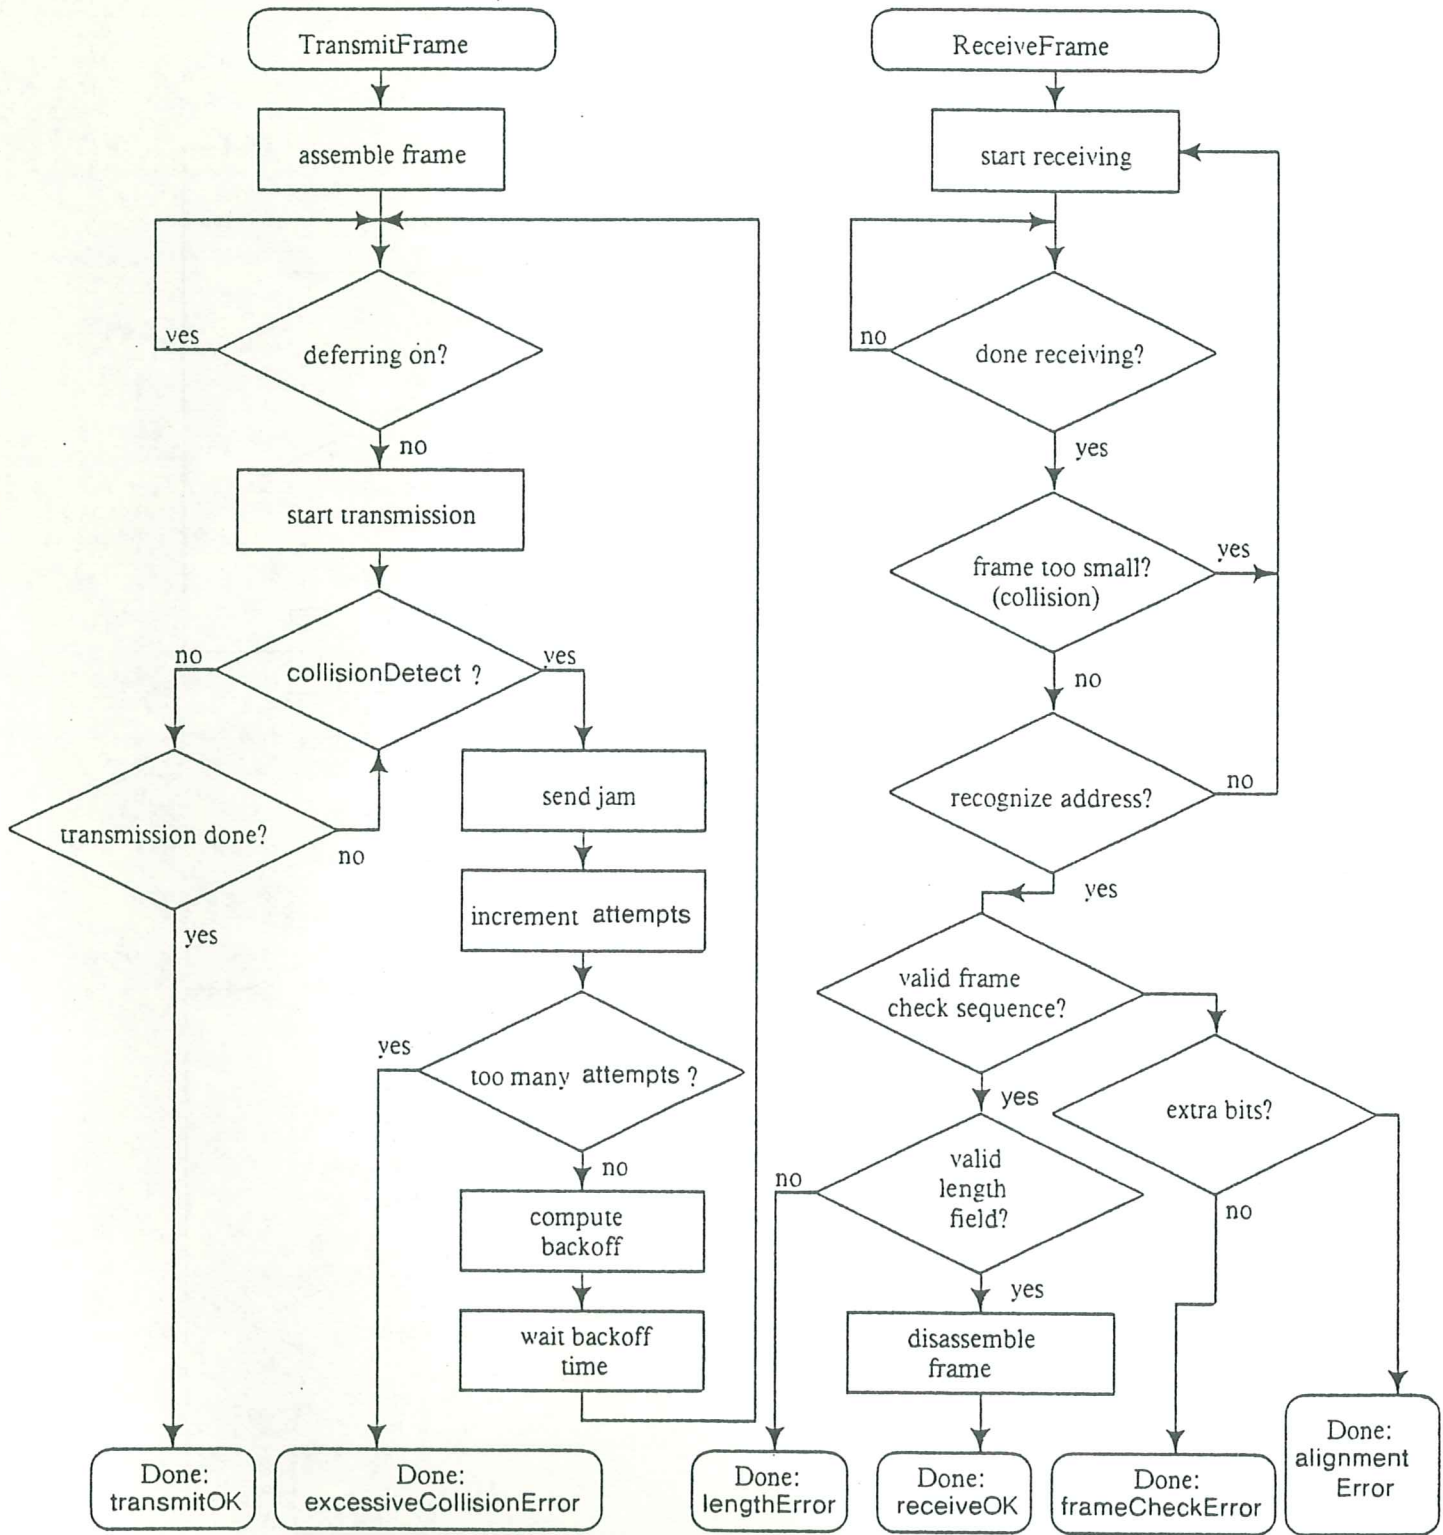 TransmitFrame
assemble frame
yes
deferring on?
no
start transmission
no
collisionDetect ?
yes
send jam
transmission done?
no
yes
increment attempts
yes
too many attempts ?
no
compute
backoff
wait backoff
time
Done:
transmitOK
Done:
excessiveCollisionError
ReceiveFrame
start receiving
no
done receiving?
yes
frame too small?
(collision)
yes
no
recognize address?
no
yes
valid frame
check sequence?
yes
extra bits?
no
valid
length
field?
no
yes
disassemble
frame
Done:
lengthError
Done:
receiveOK
Done:
frameCheckError
Done:
alignment
Error